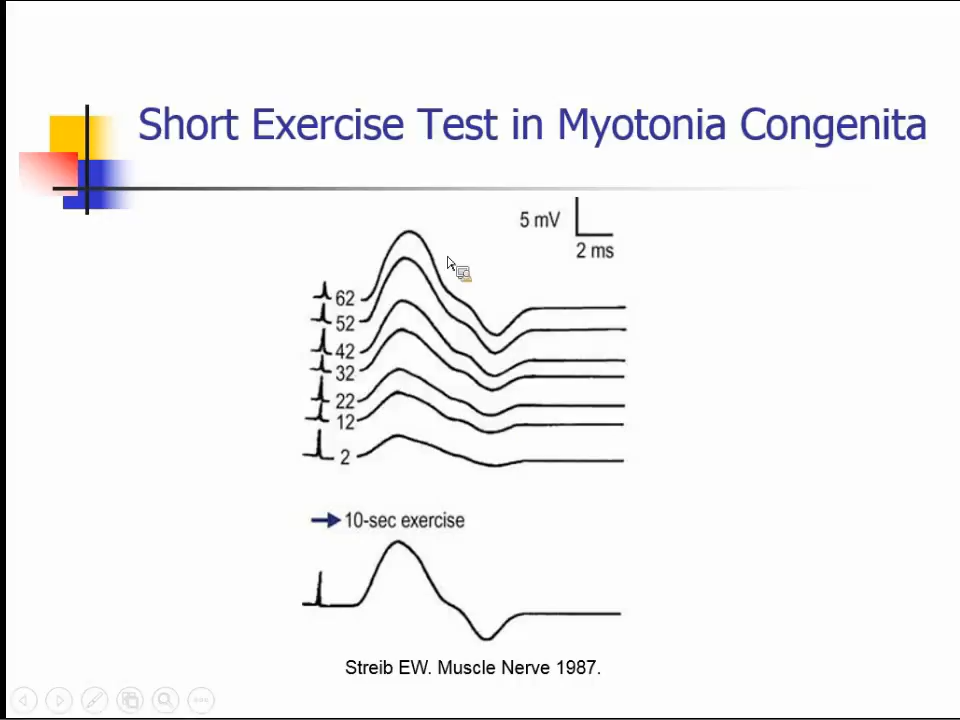 Short Exercise Test in Myotonia Congenita
5 mV
2 ms
62
52
42
32
22
12
2
10-sec exercise
Streib EW. Muscle Nerve 1987.